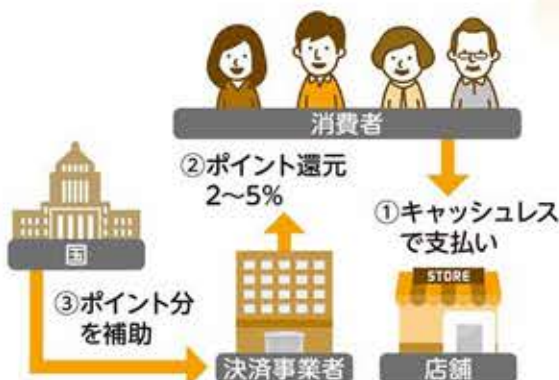 消費者
②ポイント還元
2〜5%
①キャッシュレス
で支払い
国
STORE
③ポイント分
を補助
決済事業者
店舗